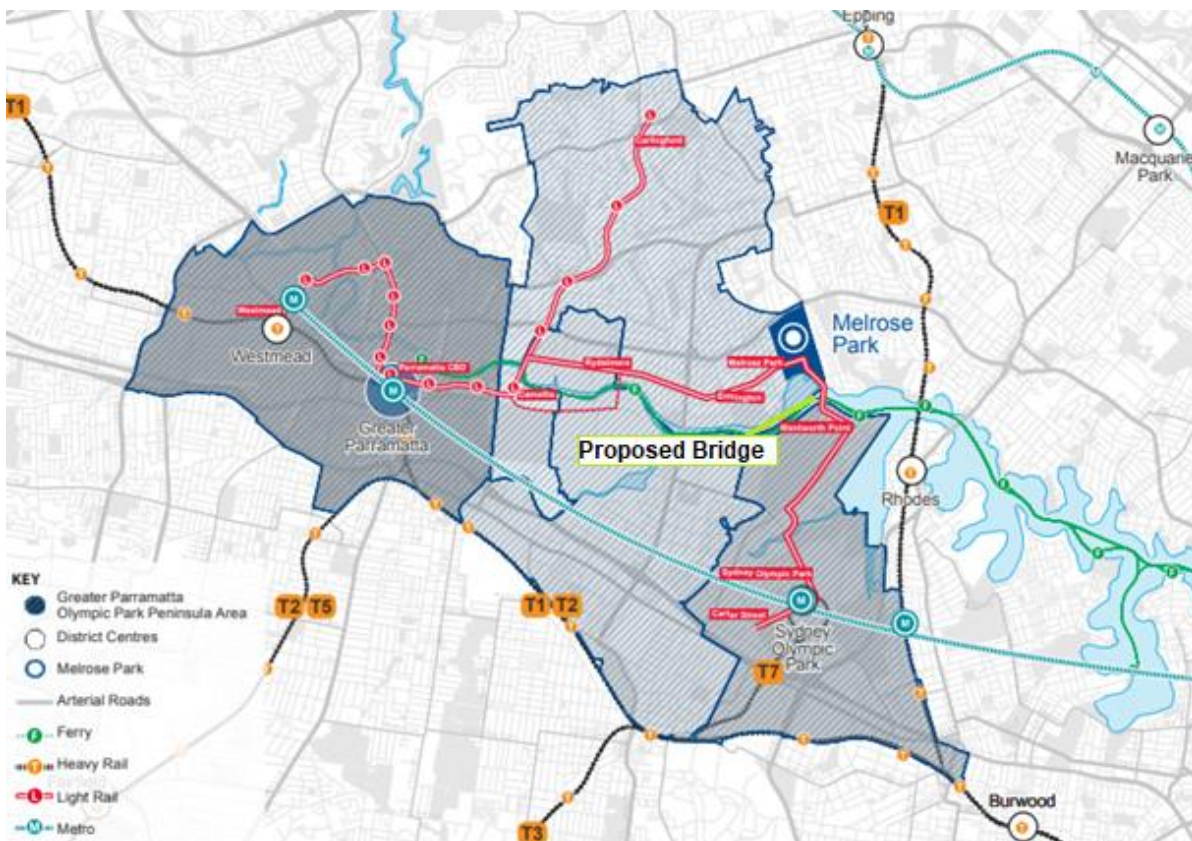 Epping
T1
Carlingford
Macquarie
Park
T1
Westmead
Westmead
Melrose
Park
Parramatta CBD
Rydalmere
Melrose Park
Camellia
Ermington
Greater
Parramatta
Proposed Bridge
Wentworth Point
Rhodes
KEY
Greater Parramatta
Olympic Park Peninsula Area
District Centres
Melrose Park
Arterial Roads
F Ferry
T Heavy Rail
L Light Rail
M Metro
T2 T5
T1 T2
Sydney Olympic Park
Carter Street
Sydney
Olympic
Park
T7
Burwood
T3